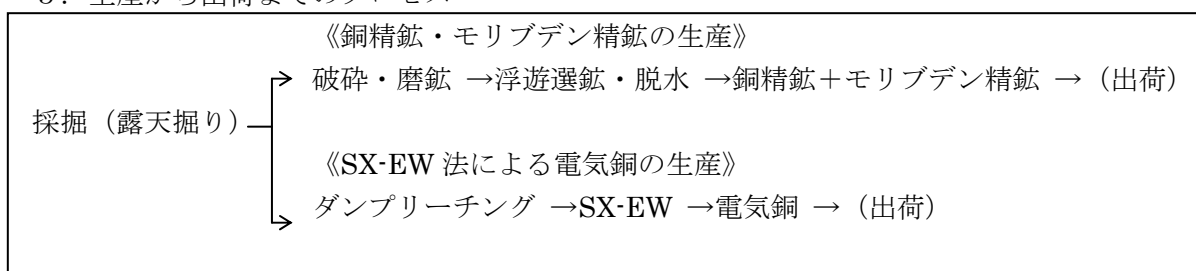 《銅精鉱・モリブデン精鉱の生産》
破砕・磨鉱 →浮遊選鉱・脱水 →銅精鉱＋モリブデン精鉱 →（出荷）
採掘（露天掘り）
《SX-EW 法による電気銅の生産》
ダンプリーチング →SX-EW →電気銅 →（出荷）